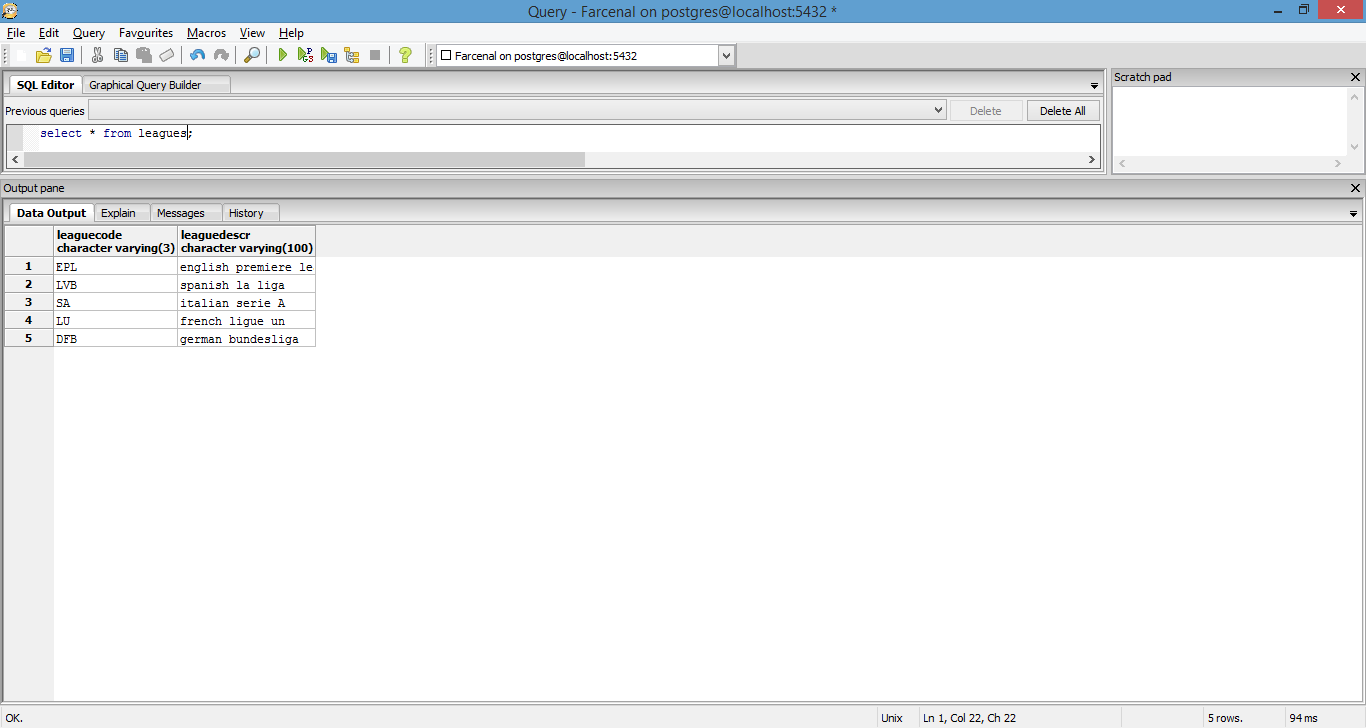 Query - Farcenal on postgres@localhost:5432 *
File Edit Query Favourites Macros View Help
Farcenal on postgres@localhost:5432
SQL Editor Graphical Query Builder
Scratch pad
Previous queries Delete Delete All
select * from leagues;
Output pane
Data Output Explain Messages History
leaguecode leaguedescr
character varying(3) character varying(100)
1 EPL english premiere le
2 LVB spanish la liga
3 SA italian serie A
4 LU french ligue un
5 DFB german bundesliga
OK. Unix Ln 1, Col 22, Ch 22 5 rows. 94 ms